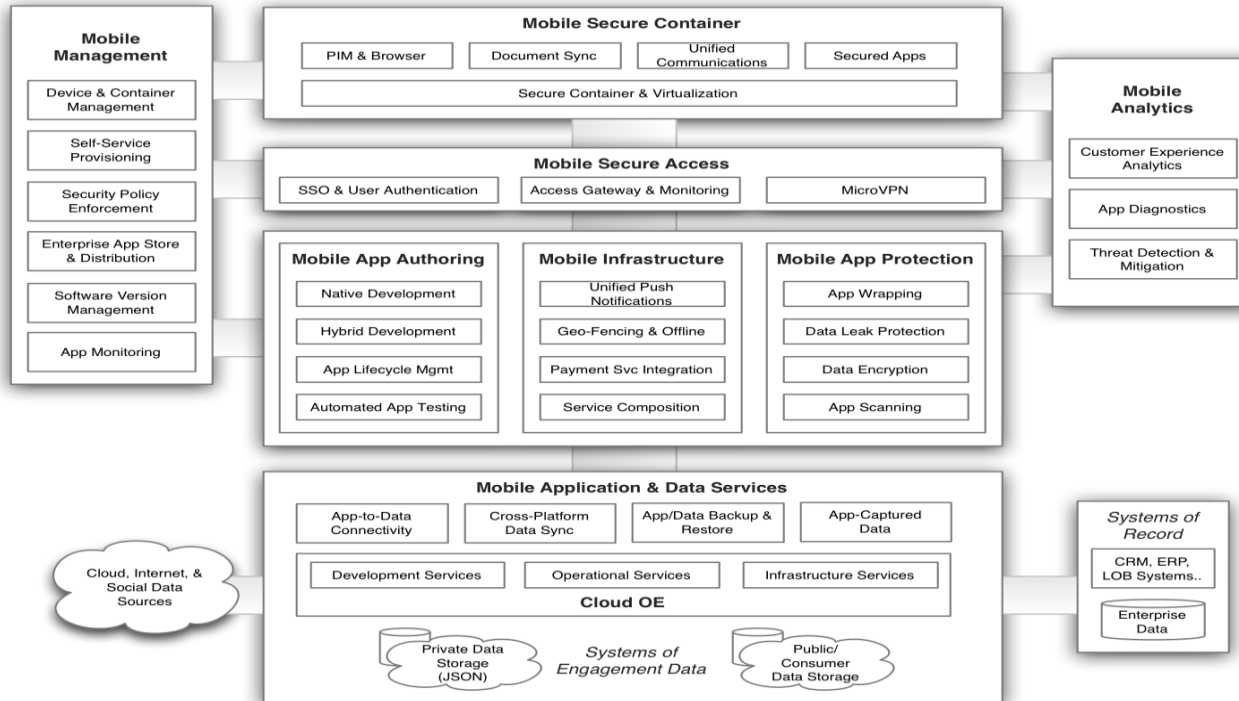 Mobile
Management
Device & Container
Management
Self-Service
Provisioning
Security Policy
Enforcement
Enterprise App Store
& Distribution
Software Version
Management
App Monitoring
Mobile Secure Container
PIM & Browser
Document Sync
Unified
Communications
Secured Apps
Secure Container & Virtualization
Mobile Secure Access
SSO & User Authentication
Access Gateway & Monitoring
MicroVPN
Mobile App Authoring
Native Development
Hybrid Development
App Lifecycle Mgmt
Automated App Testing
Mobile Infrastructure
Unified Push
Notifications
Geo-Fencing & Offline
Payment Svc Integration
Service Composition
Mobile App Protection
App Wrapping
Data Leak Protection
Data Encryption
App Scanning
Mobile
Analytics
Customer Experience
Analytics
App Diagnostics
Threat Detection &
Mitigation
Mobile Application & Data Services
App-to-Data
Connectivity
Cross-Platform
Data Sync
App/Data Backup &
Restore
App-Captured
Data
Development Services
Operational Services
Infrastructure Services
Cloud OE
Private Data
Storage
(JSON)
Systems of
Engagement Data
Public/
Consumer
Data Storage
Cloud, Internet, &
Social Data
Sources
Systems of
Record
CRM, ERP,
LOB Systems..
Enterprise
Data